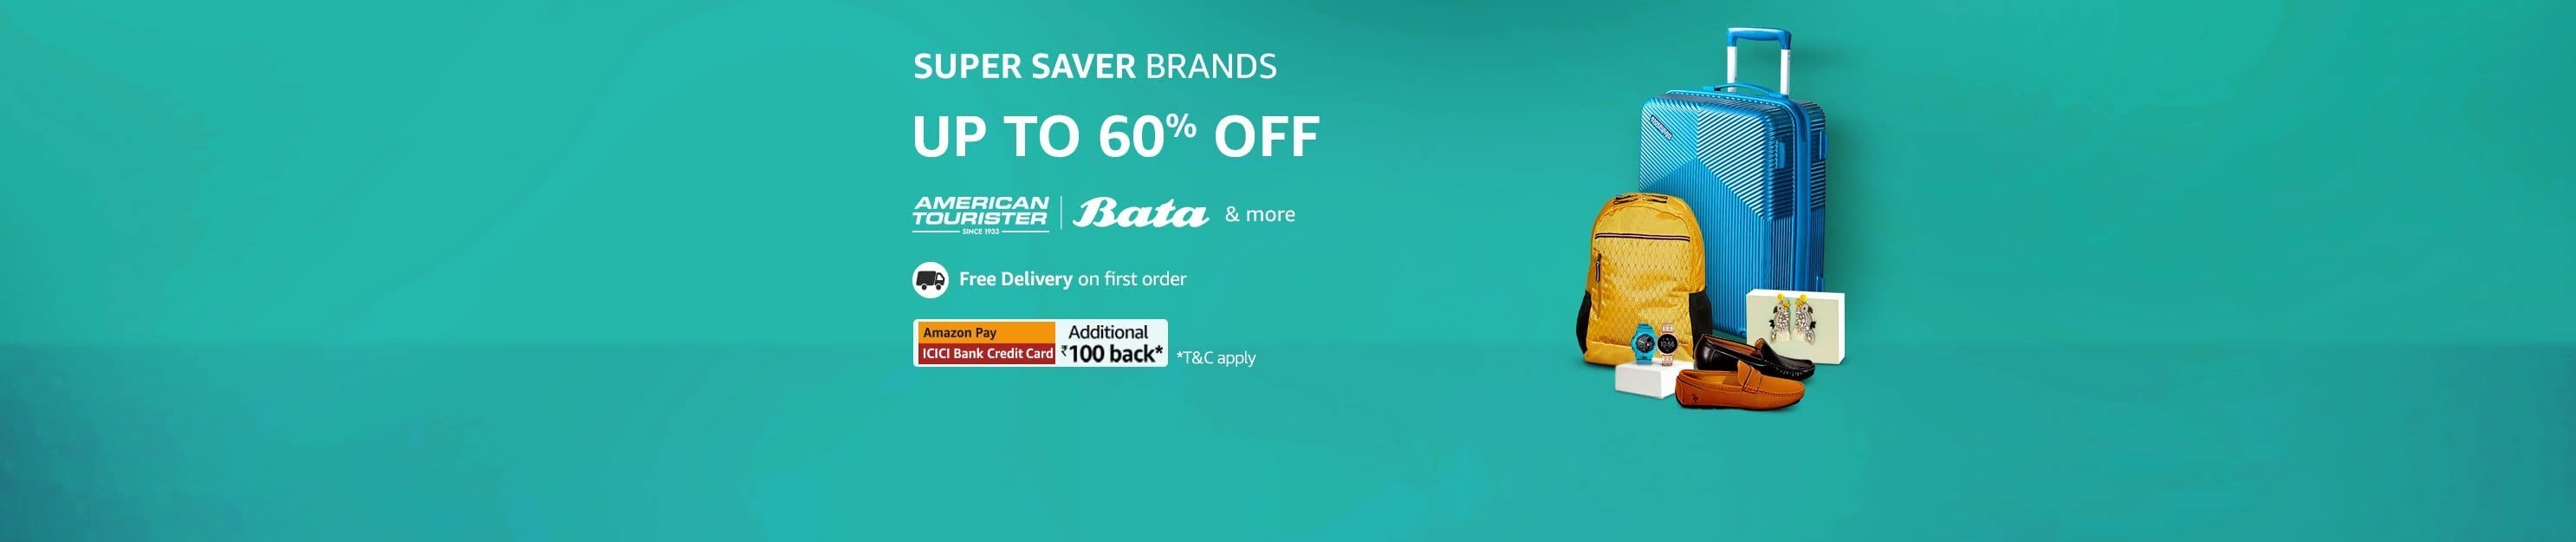 SUPER SAVER BRANDS
UP TO 60% OFF
AMERICAN TOURISTER
SINCE 1933
Bata & more
Free Delivery on first order
Amazon Pay
ICICI Bank Credit Card
Additional
₹100 back*
*T&C apply